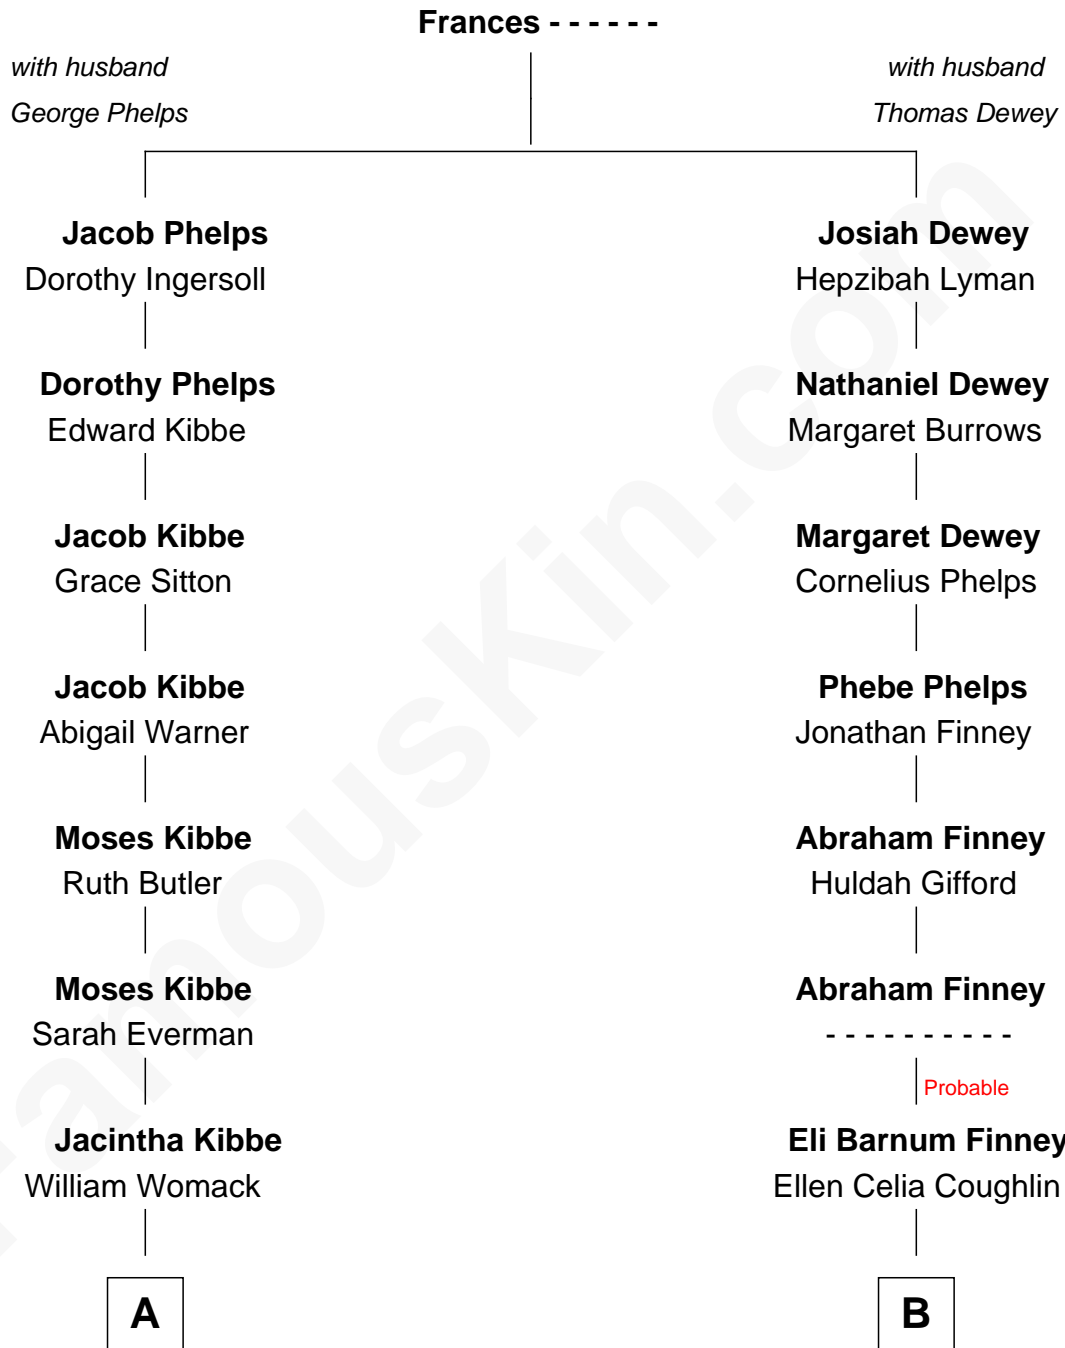 Frances - - - - - -
with husband
George Phelps
with husband
Thomas Dewey
Jacob Phelps
Dorothy Ingersoll
Josiah Dewey
Hepzibah Lyman
Dorothy Phelps
Edward Kibbe
Nathaniel Dewey
Margaret Burrows
Jacob Kibbe
Grace Sitton
Margaret Dewey
Cornelius Phelps
Jacob Kibbe
Abigail Warner
Phebe Phelps
Jonathan Finney
Moses Kibbe
Ruth Butler
Abraham Finney
Huldah Gifford
Moses Kibbe
Sarah Everman
Abraham Finney
- - - - - - - - - -
Probable
Jacintha Kibbe
William Womack
Eli Barnum Finney
Ellen Celia Coughlin
A
B
FamousKin.com